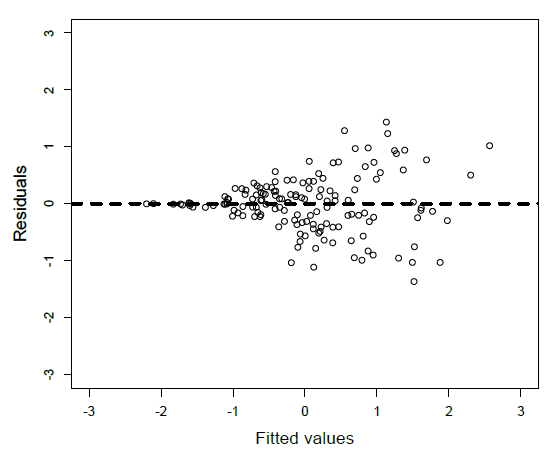 3
2
1
0
-1
-2
-3
Residuals
-3 -2 -1 0 1 2 3
Fitted values